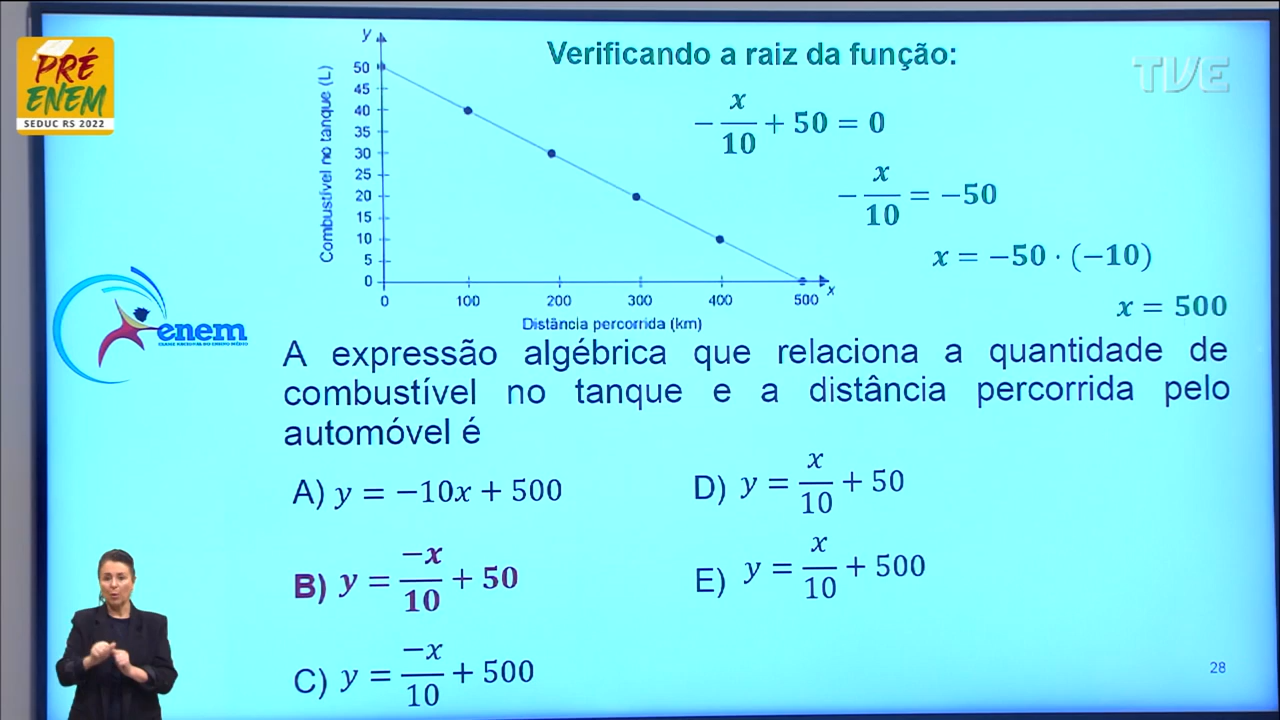 PRÉ
ENEM
SEDUC RS 2022
TVE
Verificando a raiz da função:
y
Combustível no tanque (L)
50
45
40
35
30
25
20
15
10
5
0
0 100 200 300 400 500 x
Distância percorrida (km)
−x/10 + 50 = 0
−x/10 = −50
x = −50 · (−10)
x = 500
enem
A expressão algébrica que relaciona a quantidade de
combustível no tanque e a distância percorrida pelo
automóvel é
A) y = −10x + 500
B) y = −x/10 + 50
C) y = −x/10 + 500
D) y = x/10 + 50
E) y = x/10 + 500
28